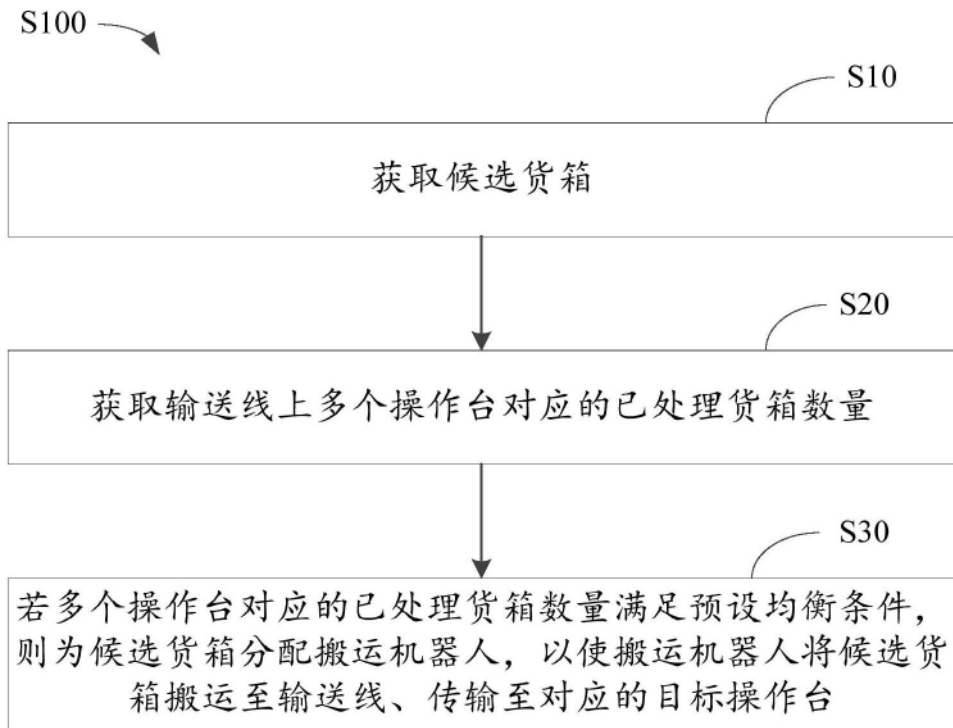 S100
S10
获取候选货箱
S20
获取输送线上多个操作台对应的已处理货箱数量
S30
若多个操作台对应的已处理货箱数量满足预设均衡条件，
则为候选货箱分配搬运机器人，以使搬运机器人将候选货
箱搬运至输送线、传输至对应的目标操作台